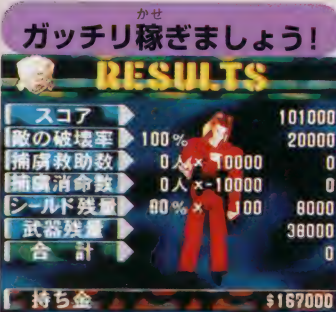 かせ
ガッチリ稼ぎましょう!
RESULTS
スコア 101000
敵の破壊率 100% 20000
捕虜救助数 0人×10000 0
捕虜消命数 0人×-10000 0
シールド残量 80%× 100 8000
武器残量 38000
合計 0
持ち金 $167000